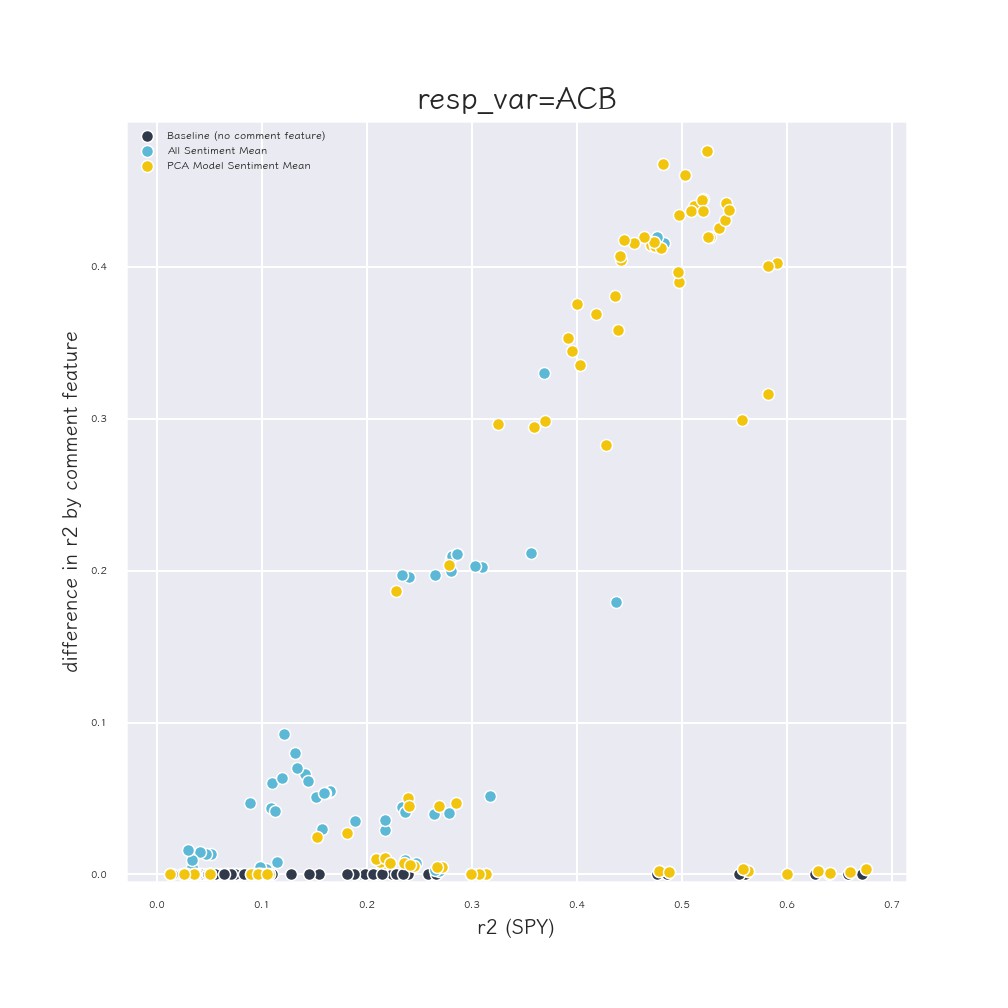 resp_var=ACB
Baseline (no comment feature)
All Sentiment Mean
PCA Model Sentiment Mean
difference in r2 by comment feature
0.4
0.3
0.2
0.1
0.0
0.0 0.1 0.2 0.3 0.4 0.5 0.6 0.7
r2 (SPY)